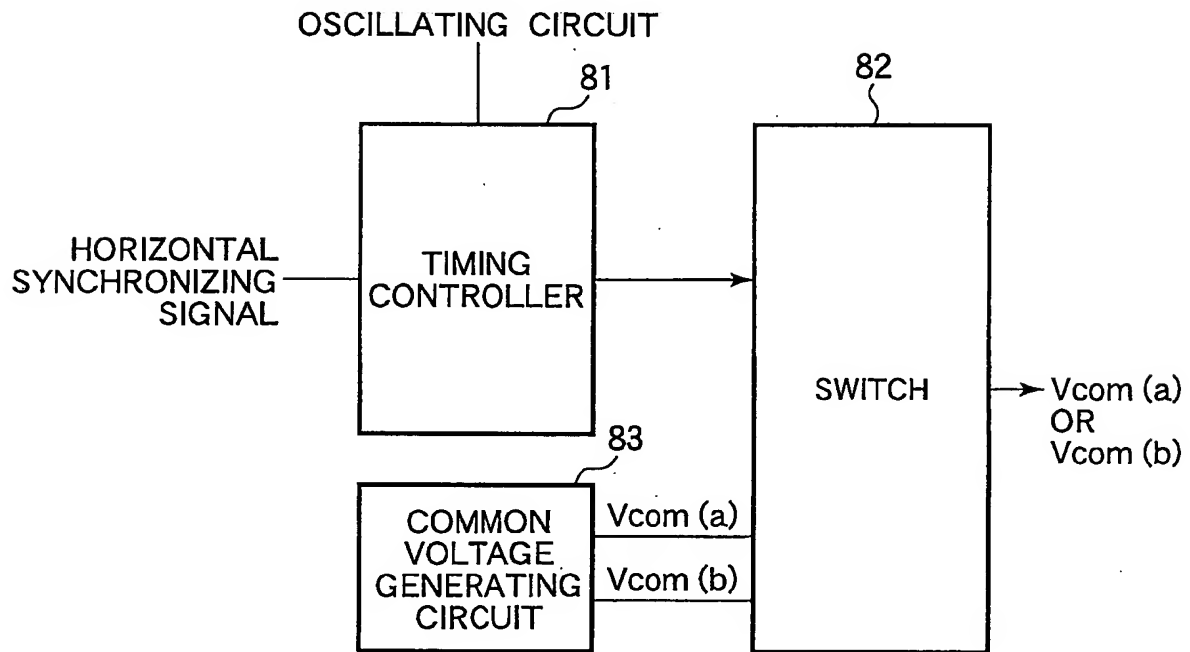 OSCILLATING CIRCUIT
81
82
HORIZONTAL
SYNCHRONIZING
SIGNAL
TIMING
CONTROLLER
SWITCH
Vcom (a)
OR
Vcom (b)
83
COMMON
VOLTAGE
GENERATING
CIRCUIT
Vcom (a)
Vcom (b)